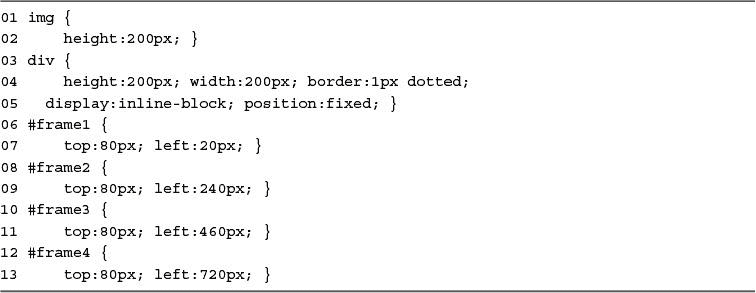 01 img {
02     height:200px; }
03 div {
04     height:200px; width:200px; border:1px dotted;
05   display:inline-block; position:fixed; }
06 #frame1 {
07     top:80px; left:20px; }
08 #frame2 {
09     top:80px; left:240px; }
10 #frame3 {
11     top:80px; left:460px; }
12 #frame4 {
13     top:80px; left:720px; }